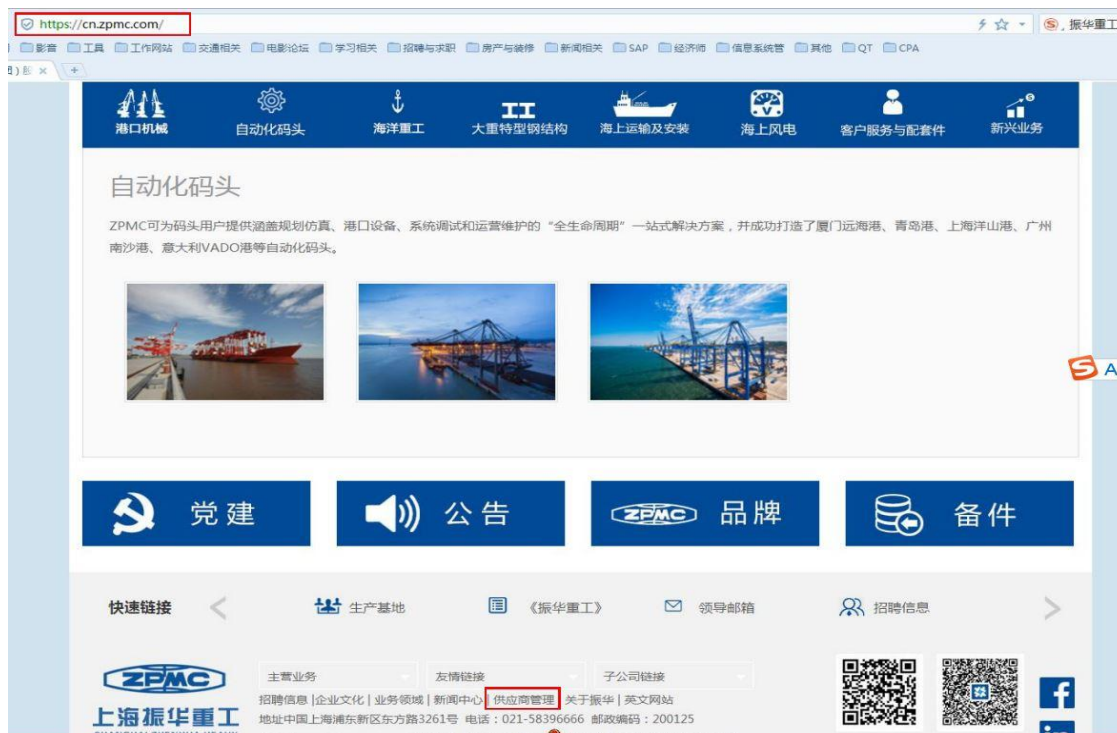 https://cn.zpmc.com/
振华重工
影音 工具 工作网站 交通相关 电影论坛 学习相关 招聘与求职 房产与装修 新闻相关 SAP 经济师 信息系统管 其他 QT CPA
港口机械 自动化码头 海洋重工 大重特型钢结构 海上运输及安装 海上风电 客户服务与配套件 新兴业务
自动化码头
ZPMC可为码头用户提供涵盖规划仿真、港口设备、系统调试和运营维护的“全生命周期”一站式解决方案，并成功打造了厦门远海港、青岛港、上海洋山港、广州
南沙港、意大利VADO港等自动化码头。
党建 公告 ZPMC 品牌 备件
快速链接 生产基地 《振华重工》 领导邮箱 招聘信息
ZPMC 主营业务 友情链接 子公司链接
招聘信息 |企业文化 | 业务领域 | 新闻中心 | 供应商管理 关于振华 | 英文网站
上海振华重工 地址中国上海浦东新区东方路3261号 电话：021-58396666 邮政编码：200125